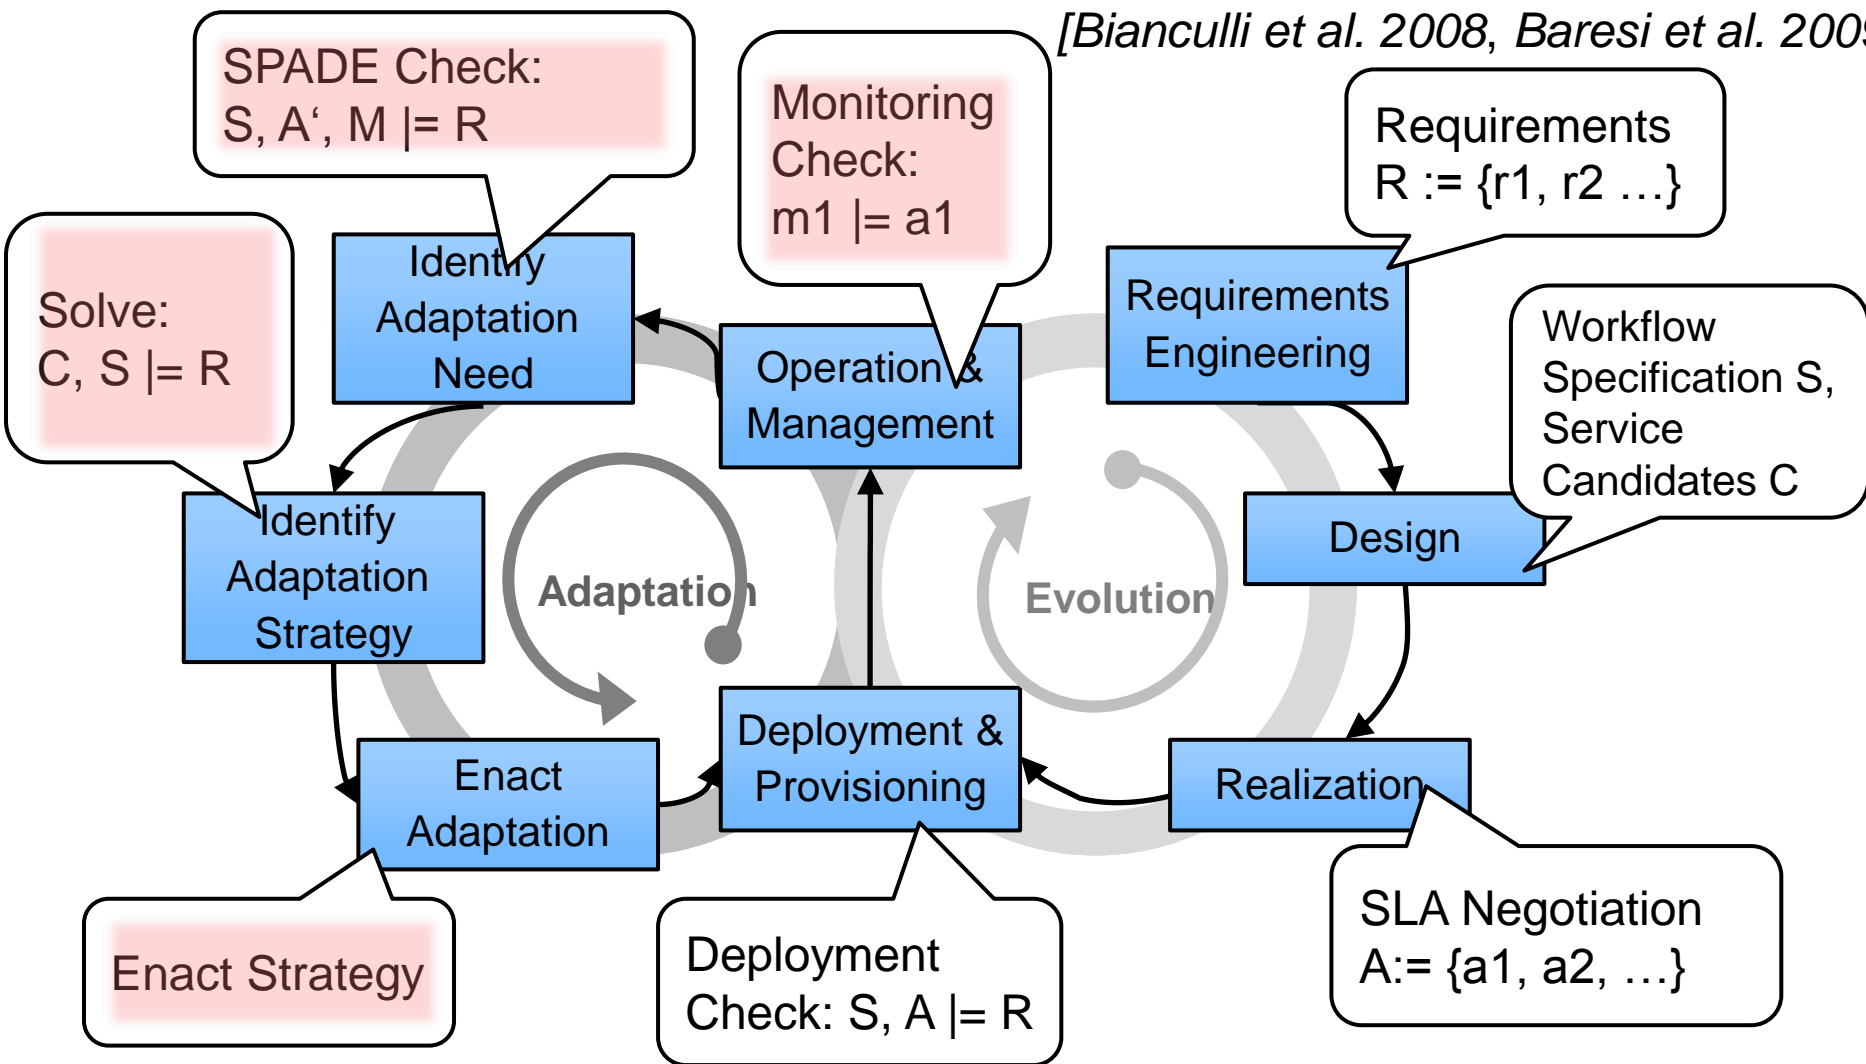 [Bianculli et al. 2008, Baresi et al. 2009
SPADE Check:
S, A‘, M |= R
Monitoring
Check:
m1 |= a1
Requirements
R := {r1, r2 …}
Solve:
C, S |= R
Identify
Adaptation
Need
Operation &
Management
Requirements
Engineering
Workflow
Specification S,
Service
Candidates C
Identify
Adaptation
Strategy
Adaptation
Evolution
Design
Enact
Adaptation
Deployment &
Provisioning
Realization
Enact Strategy
Deployment
Check: S, A |= R
SLA Negotiation
A:= {a1, a2, …}